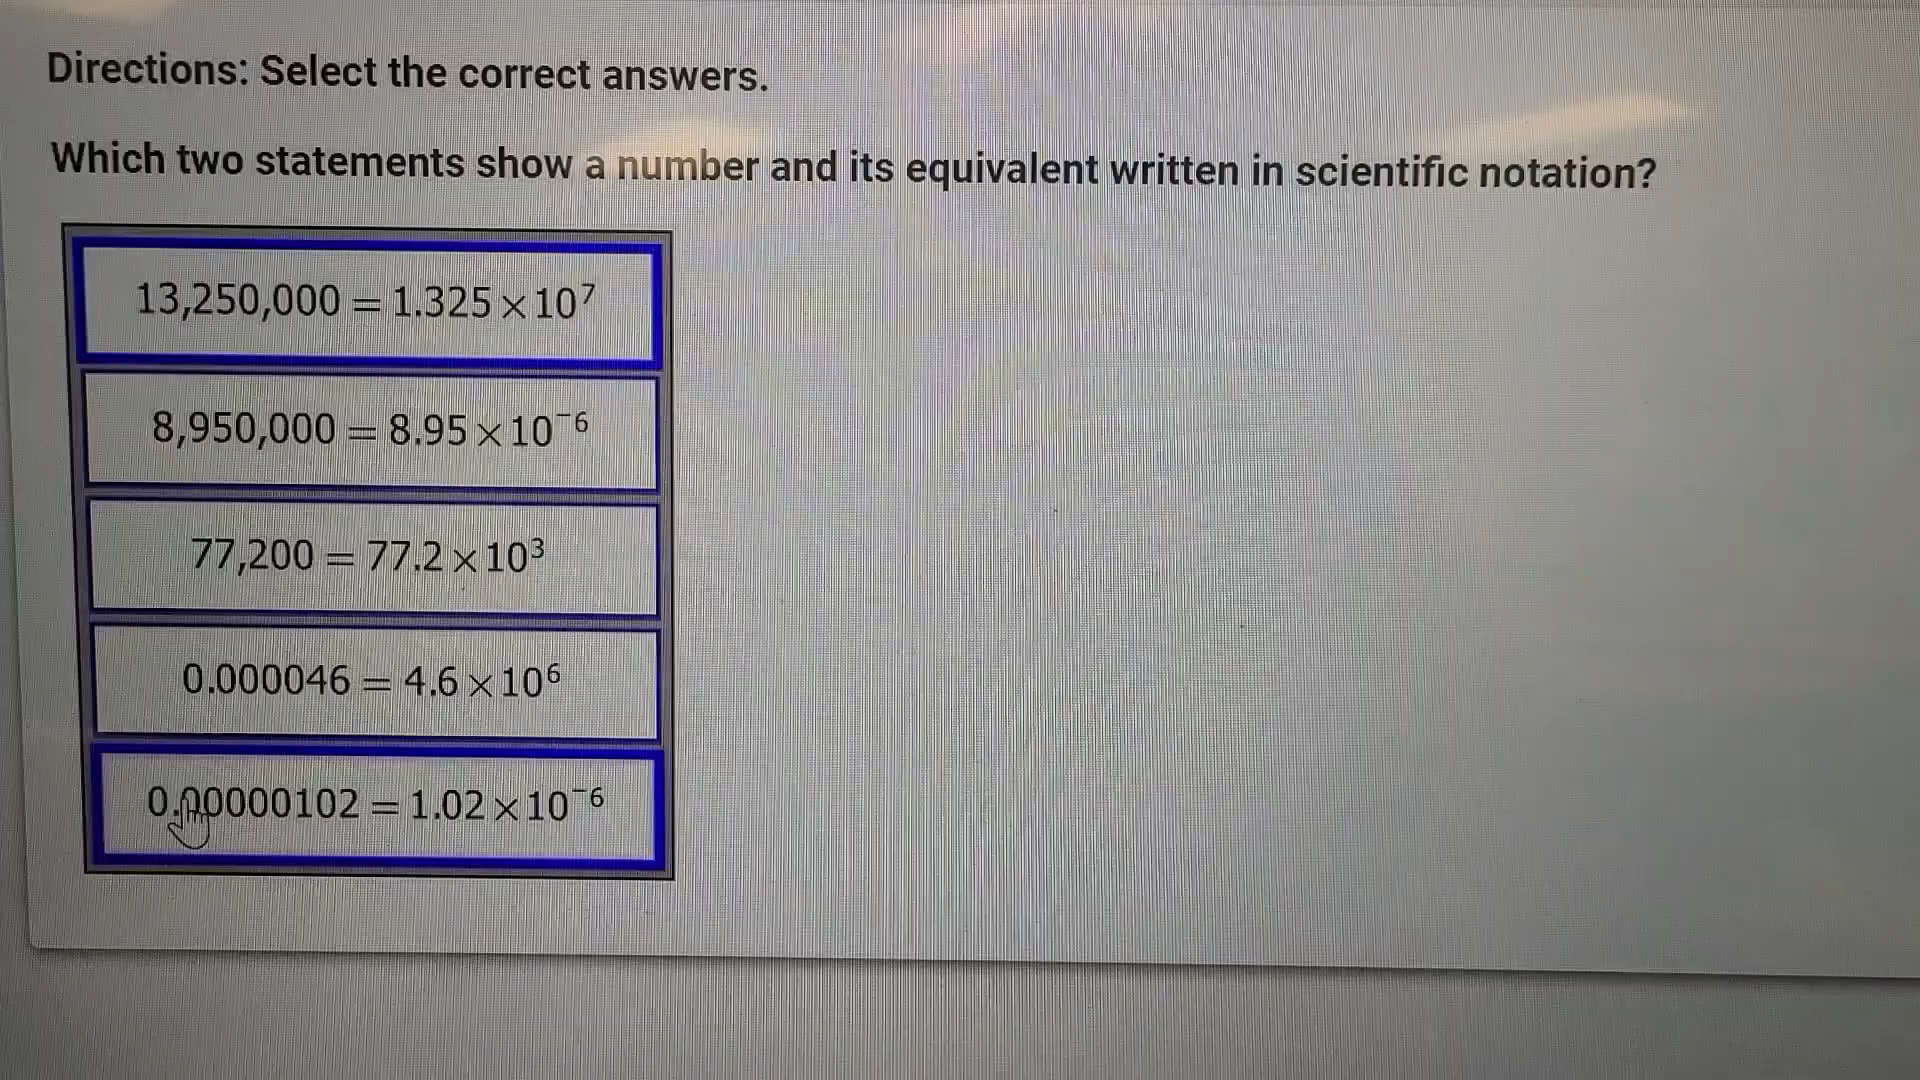 Directions: Select the correct answers.
Which two statements show a number and its equivalent written in scientific notation?
13,250,000 = 1.325 × 10⁷
8,950,000 = 8.95 × 10⁻⁶
77,200 = 77.2 × 10³
0.000046 = 4.6 × 10⁶
0.00000102 = 1.02 × 10⁻⁶